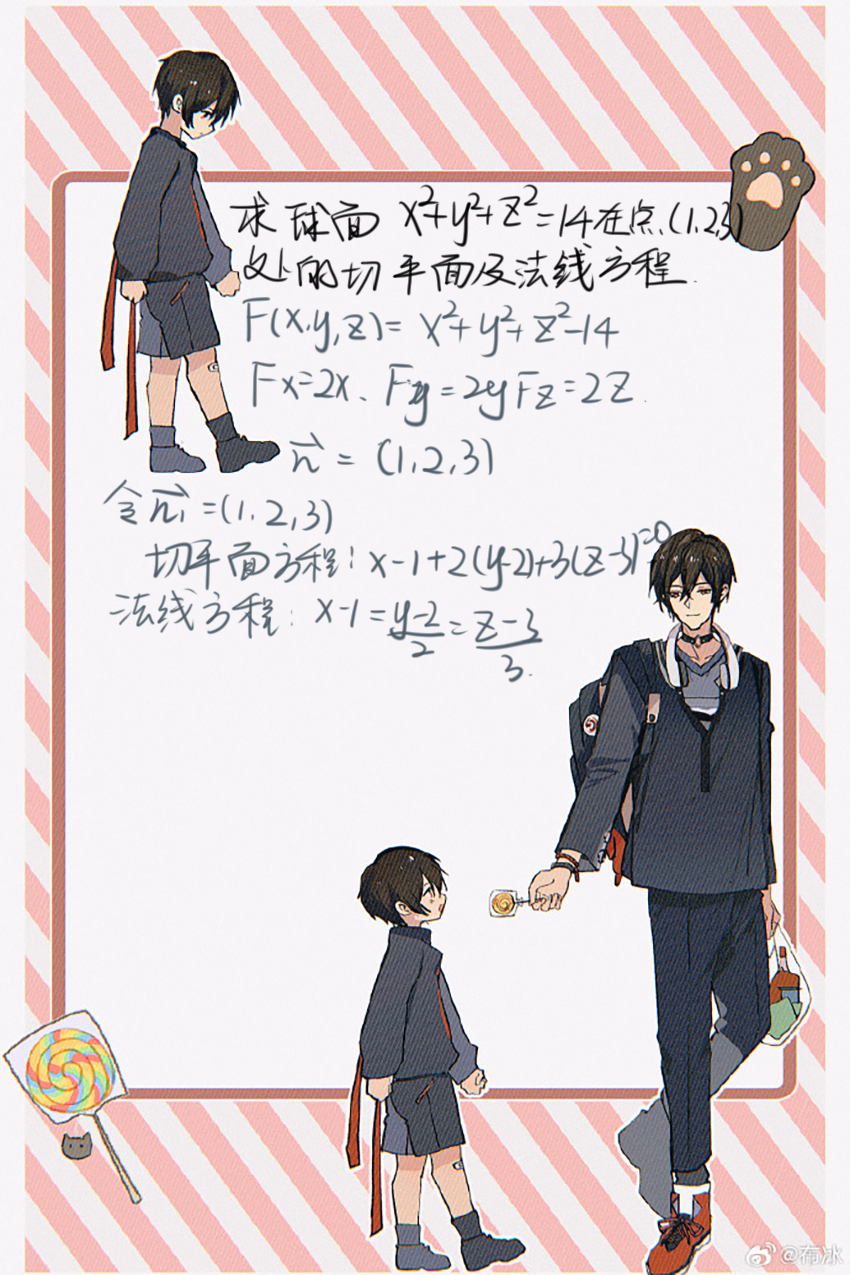 求球面 x²+y²+z²=14在点(1,2,3)
处的切平面及法线方程.
F(x,y,z)= x²+y²+z²-14
Fx=2x、Fy=2y Fz=2z.
n⃗ = (1,2,3)
令n⃗₁=(1,2,3)
切平面方程:x-1+2(y-2)+3(z-3)=0
法线方程:x-1=\frac{y-2}{2}=\frac{z-3}{3}.
@布冰